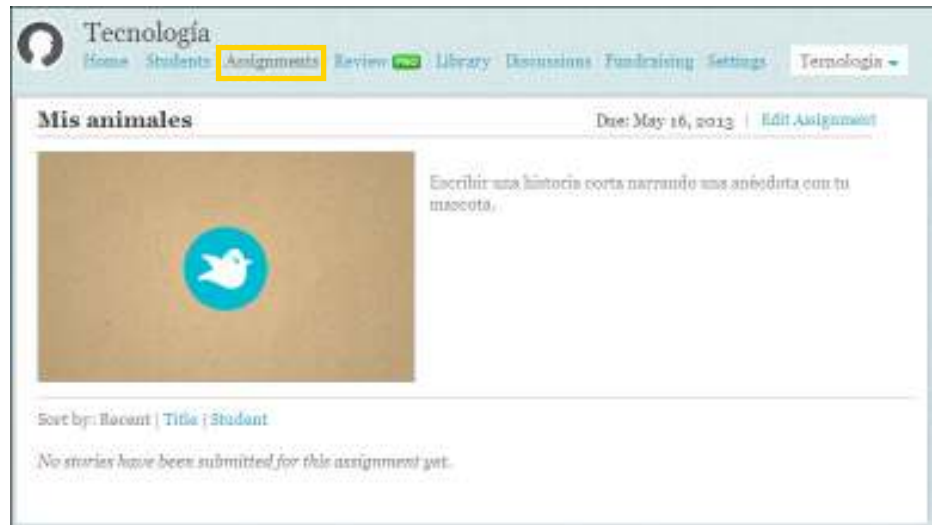 Tecnología
Home Students Assignments Review PRO Library Discussions Fundraising Settings Ternologia
Mis animales
Due: May 16, 2013 | Edit Assignment
Escribir una historia corta narrando una anécdota con tu
mascota.
Sort by: Recent | Title | Student
No stories have been submitted for this assignment yet.